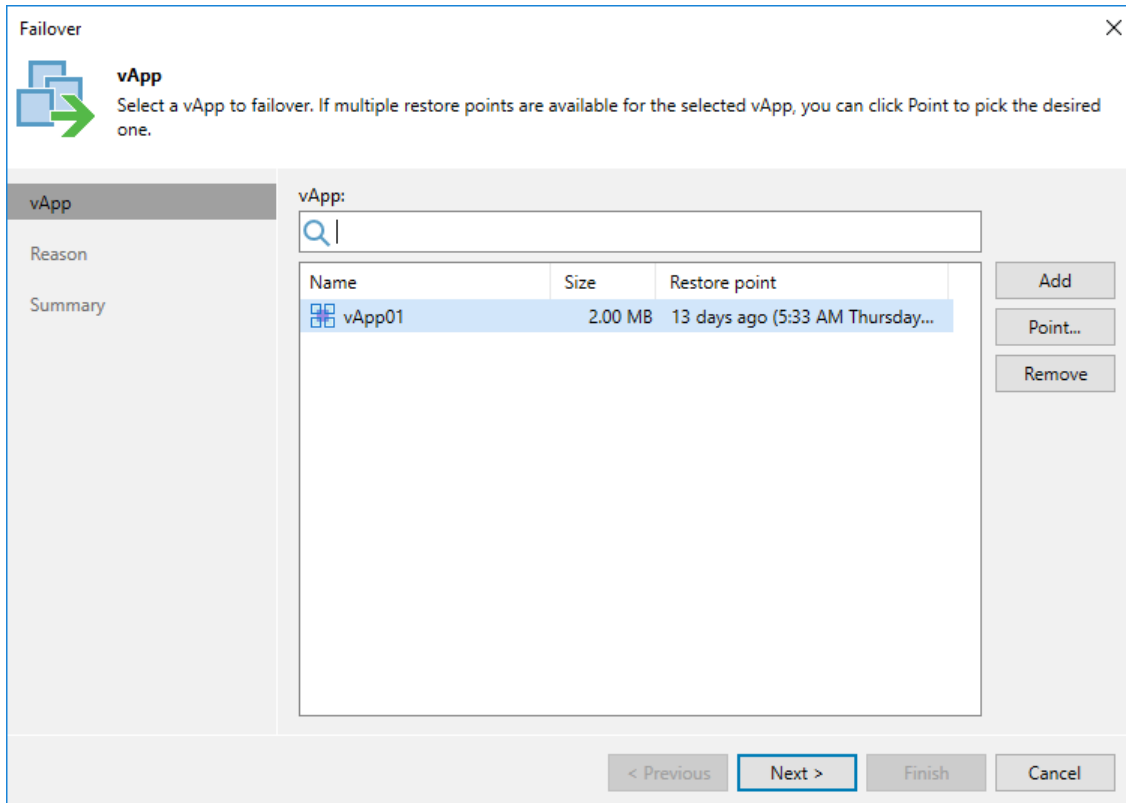 Failover
vApp
Select a vApp to failover. If multiple restore points are available for the selected vApp, you can click Point to pick the desired
one.
vApp
Reason
Summary
vApp:
Name Size Restore point
vApp01 2.00 MB 13 days ago (5:33 AM Thursday...
Add
Point...
Remove
< Previous Next > Finish Cancel